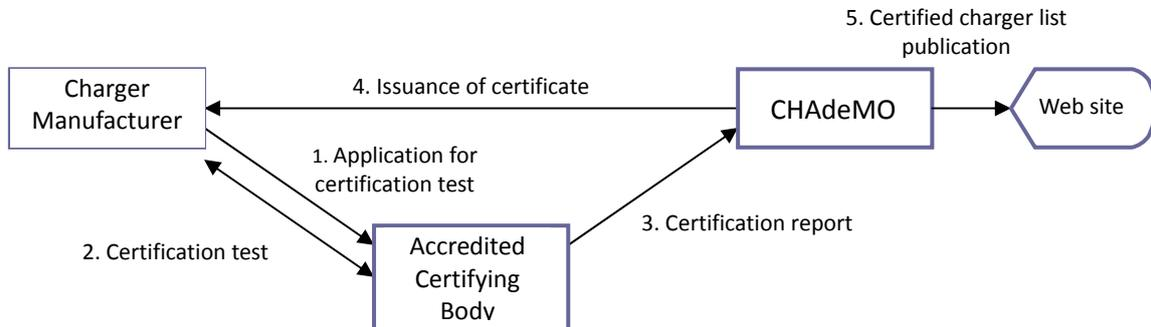 5. Certified charger list
publication
Charger
Manufacturer
4. Issuance of certificate
CHAdeMO
Web site
1. Application for
certification test
2. Certification test
3. Certification report
Accredited
Certifying
Body